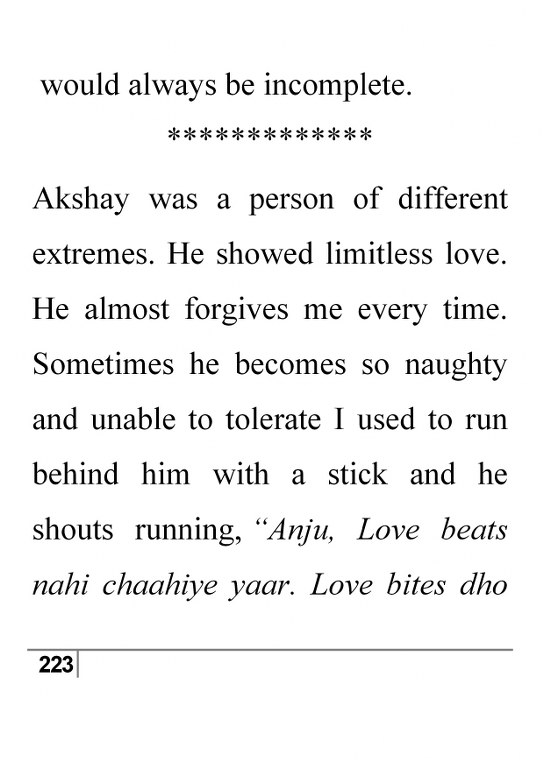 would always be incomplete.
*************
Akshay was a person of different
extremes. He showed limitless love.
He almost forgives me every time.
Sometimes he becomes so naughty
and unable to tolerate I used to run
behind him with a stick and he
shouts running, “Anju, Love beats
nahi chaahiye yaar. Love bites dho
223